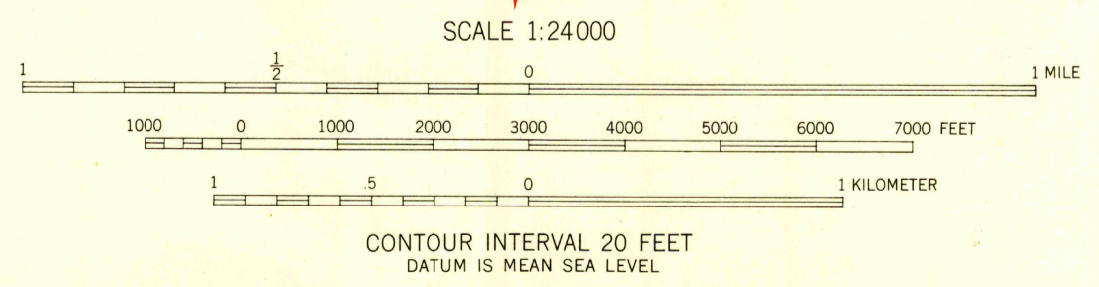 SCALE 1:24000
1 1/2 0 1 MILE
1000 0 1000 2000 3000 4000 5000 6000 7000 FEET
1 .5 0 1 KILOMETER
CONTOUR INTERVAL 20 FEET
DATUM IS MEAN SEA LEVEL